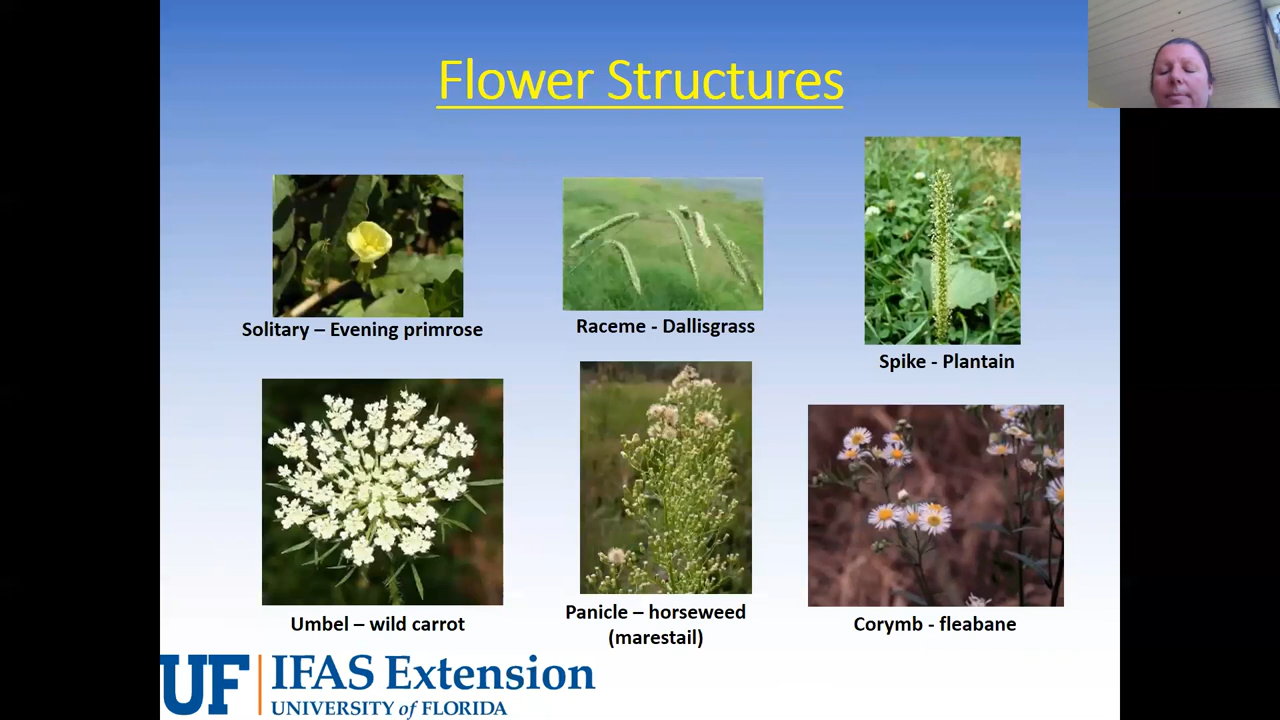 Flower Structures
Solitary – Evening primrose
Raceme - Dallisgrass
Spike - Plantain
Umbel – wild carrot
Panicle – horseweed
(marestail)
Corymb - fleabane
UF IFAS Extension
UNIVERSITY of FLORIDA